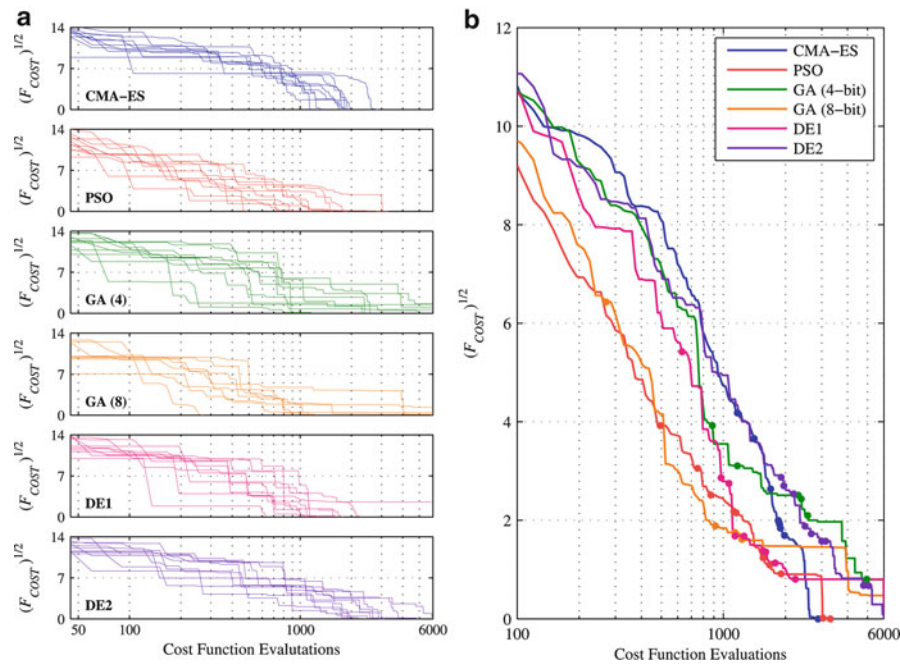 a
14
7
0
(F_COST)^1/2
CMA-ES
14
7
0
(F_COST)^1/2
PSO
14
7
0
(F_COST)^1/2
GA (4)
14
7
0
(F_COST)^1/2
GA (8)
14
7
0
(F_COST)^1/2
DE1
14
7
0
(F_COST)^1/2
DE2
50 100 1000 6000
Cost Function Evalutations
b
12
10
8
6
4
2
0
(F_COST)^1/2
CMA-ES
PSO
GA (4-bit)
GA (8-bit)
DE1
DE2
100 1000 6000
Cost Function Evaluations